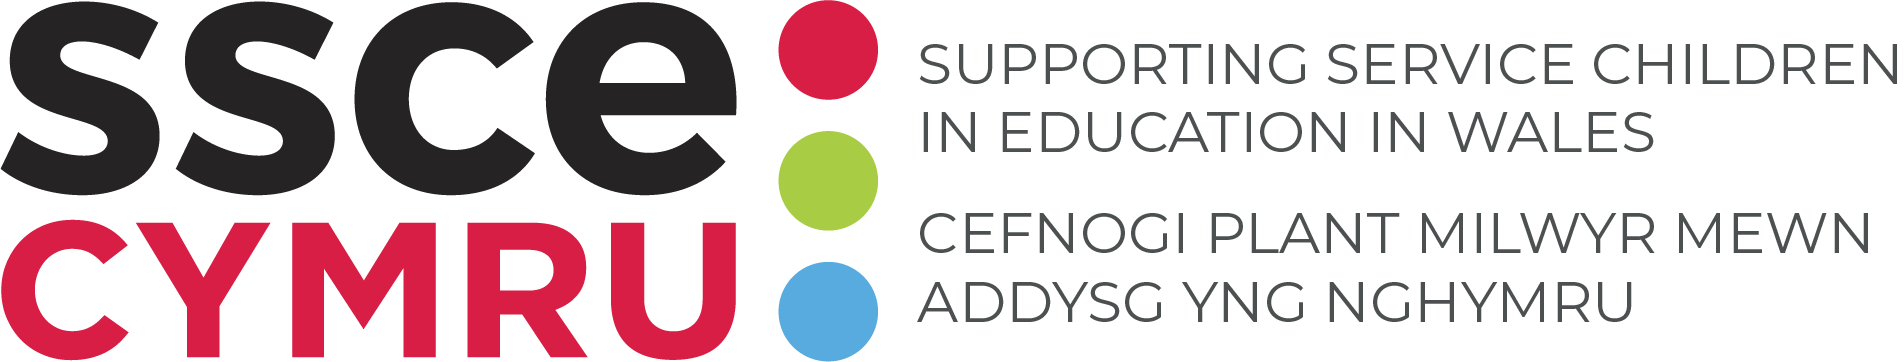 ssce
CYMRU
SUPPORTING SERVICE CHILDREN
IN EDUCATION IN WALES
CEFNOGI PLANT MILWYR MEWN
ADDYSG YNG NGHYMRU